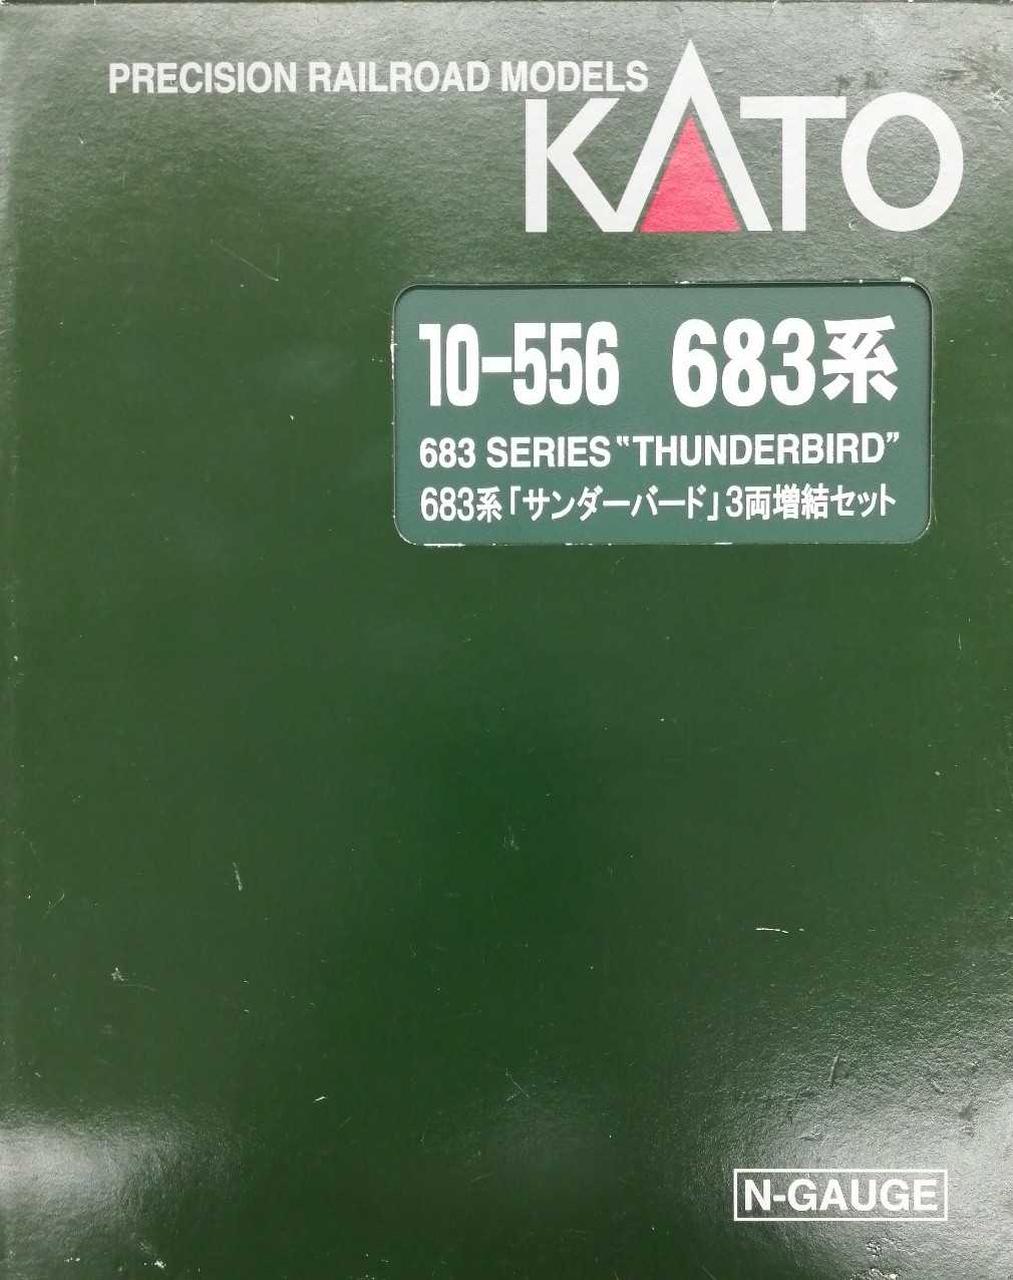 PRECISION RAILROAD MODELS
KATO
10-556 683系
683 SERIES “THUNDERBIRD”
683系「サンダーバード」3両増結セット
N-GAUGE